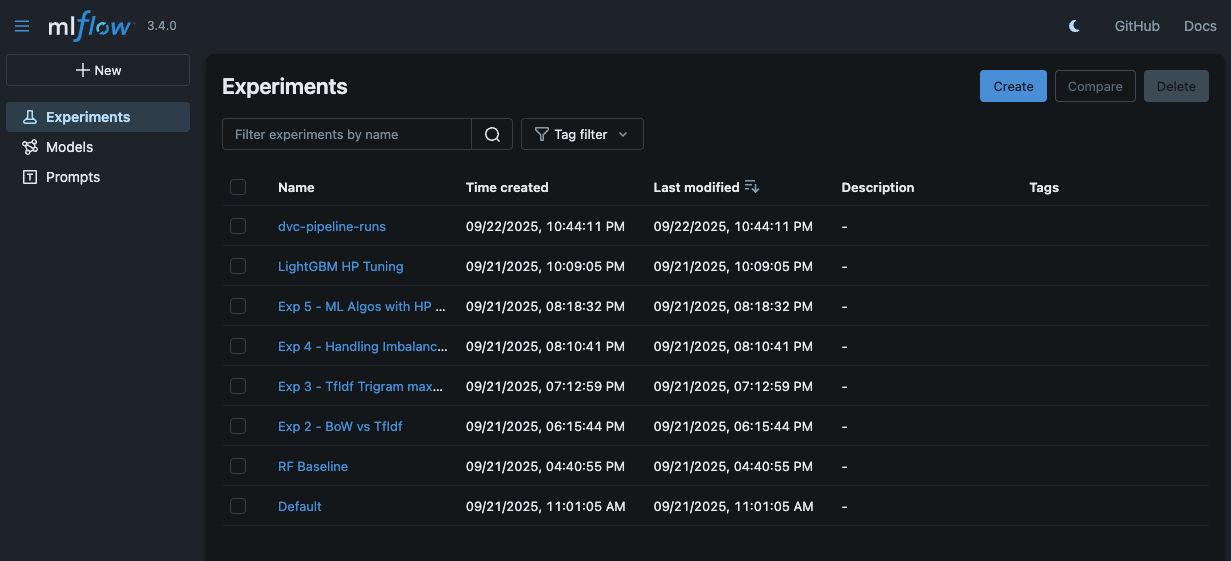 mlflow 3.4.0 GitHub Docs
New
Experiments
Models
Prompts
Experiments
Create Compare Delete
Filter experiments by name Tag filter
Name Time created Last modified Description Tags
dvc-pipeline-runs 09/22/2025, 10:44:11 PM 09/22/2025, 10:44:11 PM -
LightGBM HP Tuning 09/21/2025, 10:09:05 PM 09/21/2025, 10:09:05 PM -
Exp 5 - ML Algos with HP ... 09/21/2025, 08:18:32 PM 09/21/2025, 08:18:32 PM -
Exp 4 - Handling Imbalanc... 09/21/2025, 08:10:41 PM 09/21/2025, 08:10:41 PM -
Exp 3 - TfIdf Trigram max... 09/21/2025, 07:12:59 PM 09/21/2025, 07:12:59 PM -
Exp 2 - BoW vs TfIdf 09/21/2025, 06:15:44 PM 09/21/2025, 06:15:44 PM -
RF Baseline 09/21/2025, 04:40:55 PM 09/21/2025, 04:40:55 PM -
Default 09/21/2025, 11:01:05 AM 09/21/2025, 11:01:05 AM -